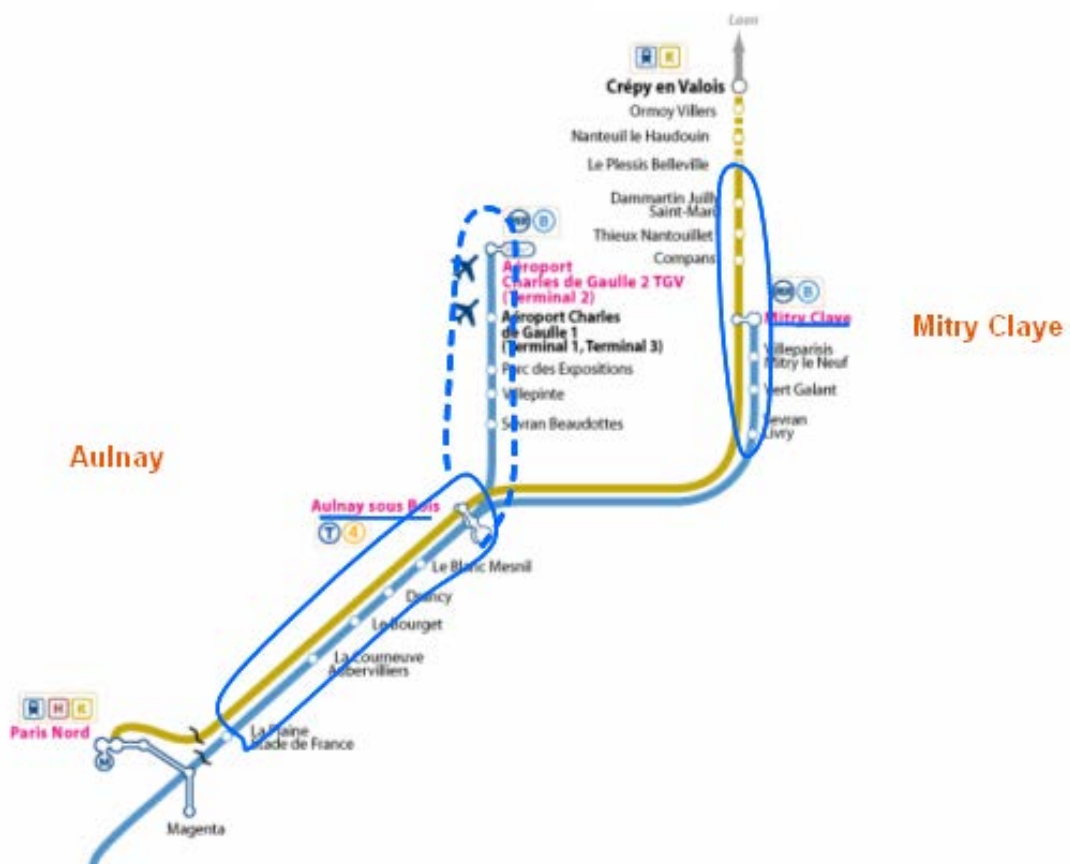 Laon
K
Crépy en Valois
Ormoy Villers
Nanteuil le Haudouin
Le Plessis Belleville
Dammartin Juilly
Saint-Mard
Thieux Nantouillet
Compans
B
Mitry Claye
Villeparisis
Mitry le Neuf
Vert Galant
Sevran
Livry
Mitry Claye
B
Aéroport
Charles de Gaulle 2 TGV
(Terminal 2)
Aéroport Charles
de Gaulle 1
(Terminal 1, Terminal 3)
Parc des Expositions
Villepinte
Sevran Beaudottes
Aulnay
Aulnay sous Bois
T 4
Le Blanc Mesnil
Drancy
Le Bourget
La Courneuve
Aubervilliers
La Plaine
Stade de France
H K
Paris Nord
M
Magenta